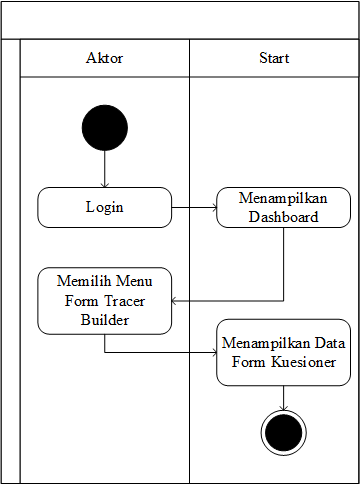 Aktor
Start
Login
Menampilkan
Dashboard
Memilih Menu
Form Tracer
Builder
Menampilkan Data
Form Kuesioner